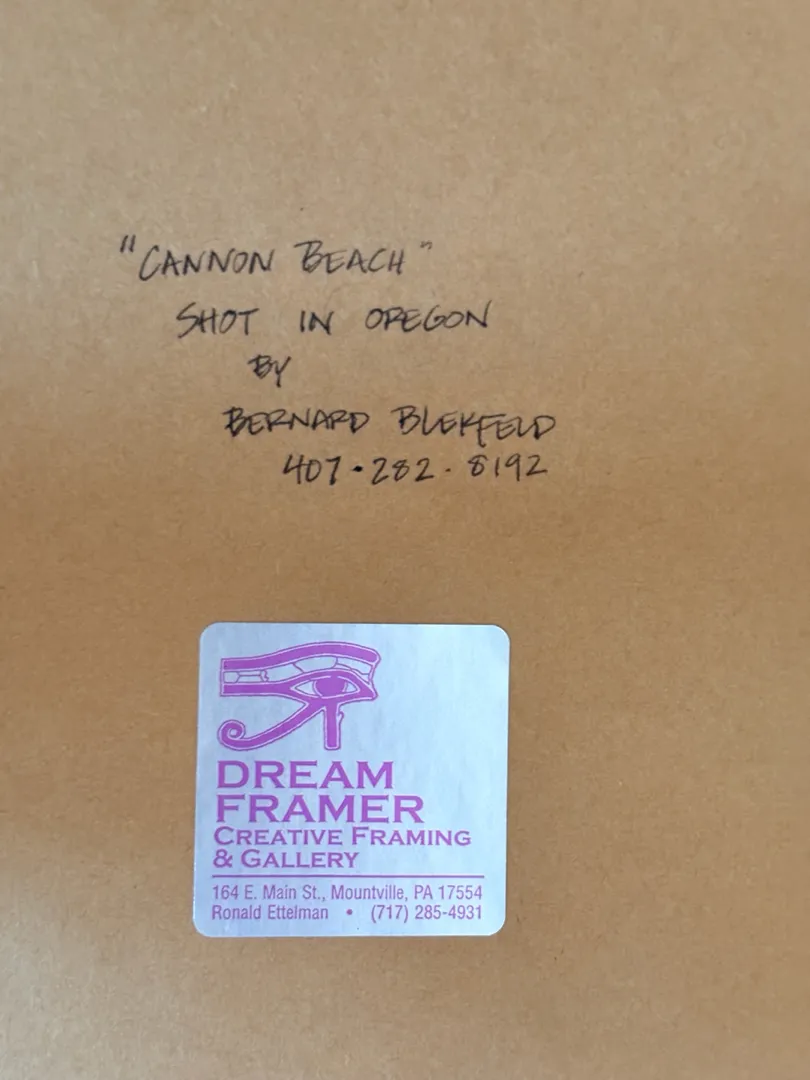 "CANNON BEACH"
SHOT IN OREGON
BY
BERNARD BLEKFELD
407·282·8192
DREAM
FRAMER
CREATIVE FRAMING
& GALLERY
164 E. Main St., Mountville, PA 17554
Ronald Ettelman • (717) 285-4931